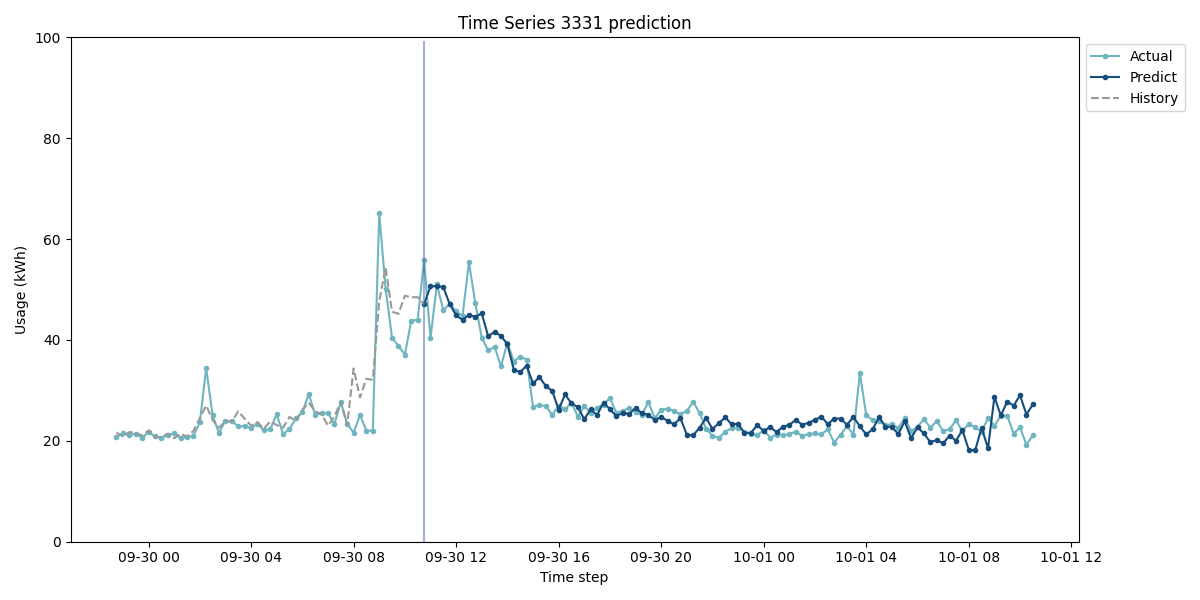 Time Series 3331 prediction
Usage (kWh)
100
80
60
40
20
0
09-30 00 09-30 04 09-30 08 09-30 12 09-30 16 09-30 20 10-01 00 10-01 04 10-01 08 10-01 12
Time step
Actual
Predict
History